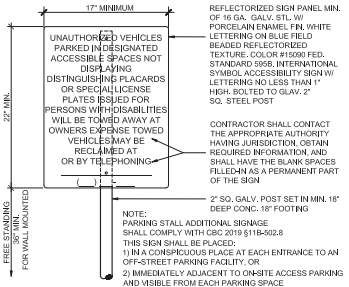 17" MINIMUM
UNAUTHORIZED VEHICLES
PARKED IN DESIGNATED
ACCESSIBLE SPACES NOT
DISPLAYING
DISTINGUISHING PLACARDS
OR SPECIAL LICENSE
PLATES ISSUED FOR
PERSONS WITH DISABILITIES
WILL BE TOWED AWAY AT
OWNERS EXPENSE TOWED
VEHICLES MAY BE
RECLAIMED AT
OR BY TELEPHONING
( ) -
22" MIN.
FREE STANDING
36" MIN.
FOR WALL MOUNTED
REFLECTORIZED SIGN PANEL MIN.
OF 16 GA. GALV. STL. W/
PORCELAIN ENAMEL FIN. WHITE
LETTERING ON BLUE FIELD
BEADED REFLECTORIZED
TEXTURE. COLOR #15090 FED.
STANDARD 595B, INTERNATIONAL
SYMBOL ACCESSIBILITY SIGN W/
LETTERING NO LESS THAN 1"
HIGH. BOLTED TO GALV. 2"
SQ. STEEL POST
CONTRACTOR SHALL CONTACT
THE APPROPRIATE AUTHORITY
HAVING JURISDICTION, OBTAIN
REQUIRED INFORMATION, AND
SHALL HAVE THE BLANK SPACES
FILLED-IN AS A PERMANENT PART
OF THE SIGN
2" SQ. GALV. POST SET IN MIN. 18"
DEEP CONC. 18" FOOTING
NOTE:
PARKING STALL ADDITIONAL SIGNAGE
SHALL COMPLY WITH CBC 2019 §11B-502.8
THIS SIGN SHALL BE PLACED:
1) IN A CONSPICUOUS PLACE AT EACH ENTRANCE TO AN
OFF-STREET PARKING FACILITY, OR
2) IMMEDIATELY ADJACENT TO ON-SITE ACCESS PARKING
AND VISIBLE FROM EACH PARKING SPACE